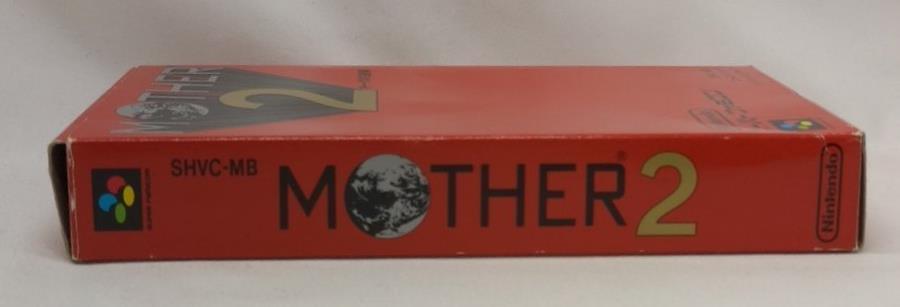 MOTHER
2
SHVC-MB
MOTHER® 2
Nintendo